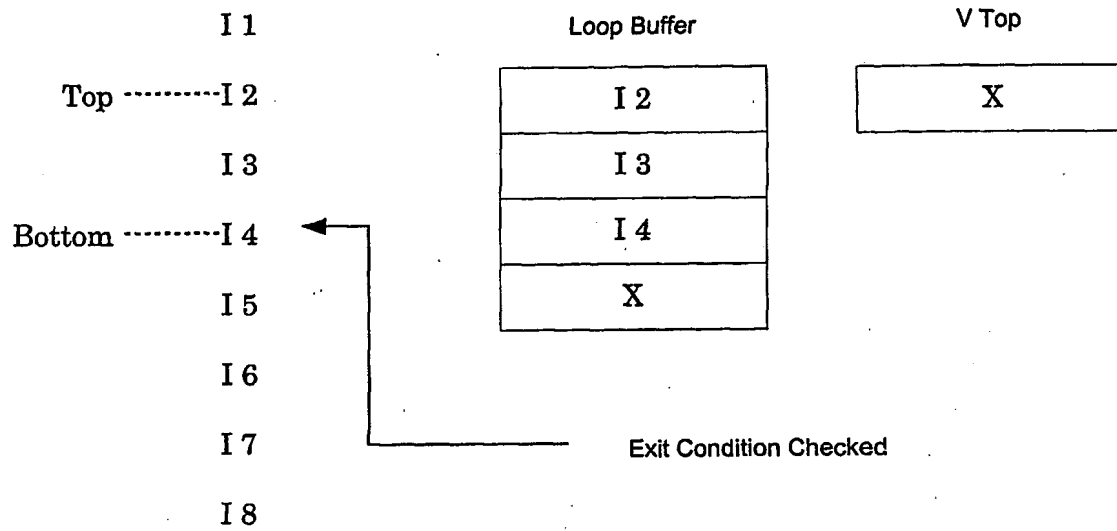 I 1
Loop Buffer
V Top
Top I 2
I 2
X
I 3
I 3
Bottom I 4
I 4
I 5
X
I 6
I 7
Exit Condition Checked
I 8